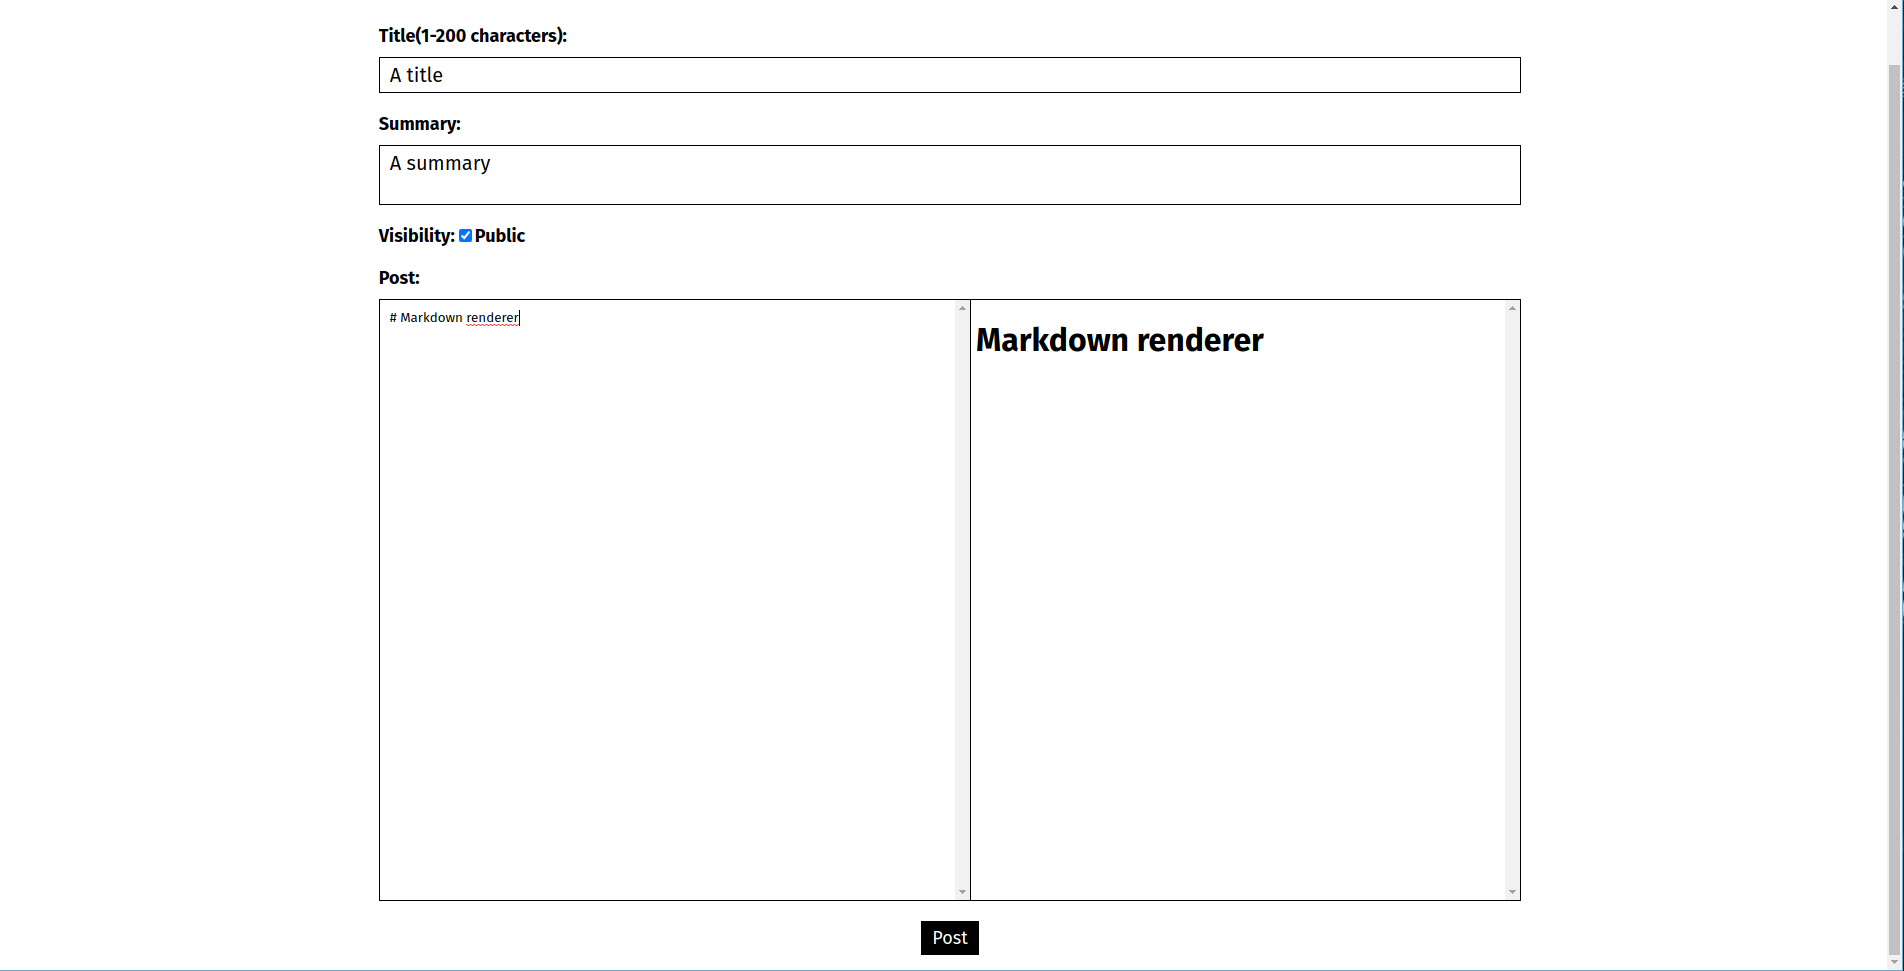 Title(1-200 characters):
A title
Summary:
A summary
Visibility: Public
Post:
# Markdown renderer
Markdown renderer
Post